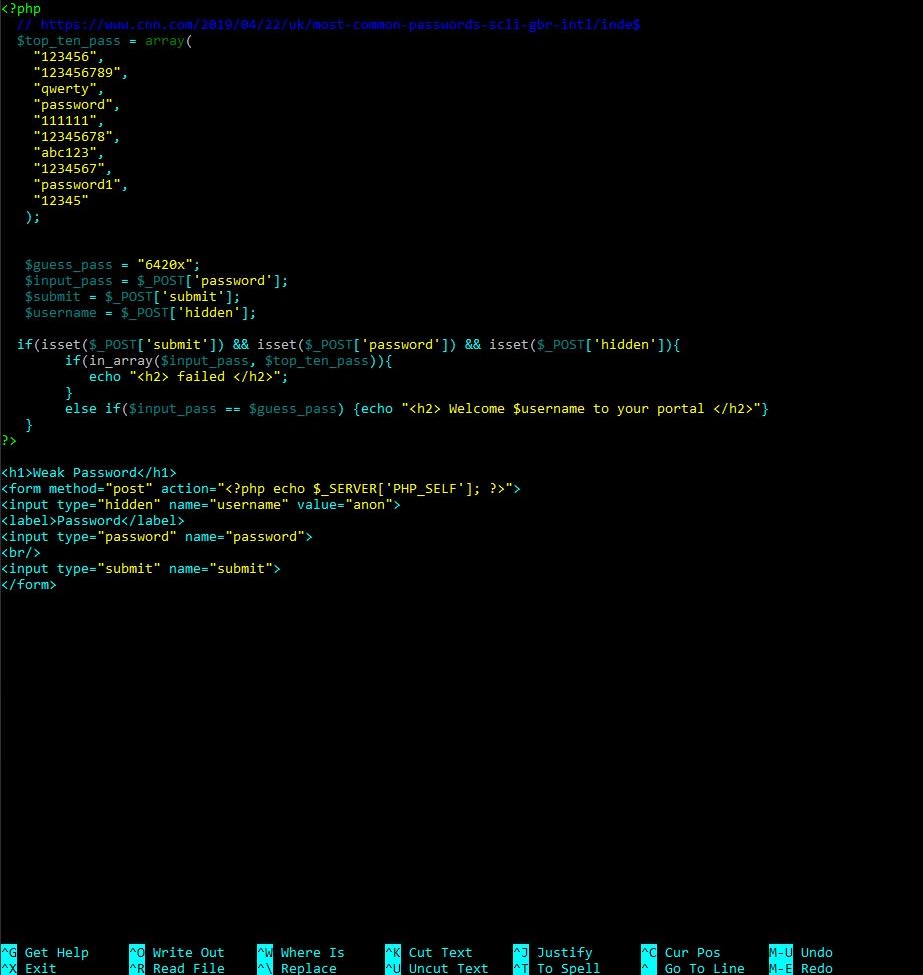 <?php
// https://www.cnn.com/2019/04/22/uk/most-common-passwords-scli-gbr-intl/inde$
$top_ten_pass = array(
"123456",
"123456789",
"qwerty",
"password",
"111111",
"12345678",
"abc123",
"1234567",
"password1",
"12345"
);
$guess_pass = "6420x";
$input_pass = $_POST['password'];
$submit = $_POST['submit'];
$username = $_POST['hidden'];
if(isset($_POST['submit']) && isset($_POST['password']) && isset($_POST['hidden']){
if(in_array($input_pass, $top_ten_pass)){
echo "<h2> failed </h2>";
}
else if($input_pass == $guess_pass) {echo "<h2> Welcome $username to your portal </h2>"}
}
?>
<h1>Weak Password</h1>
<form method="post" action="<?php echo $_SERVER['PHP_SELF']; ?>">
<input type="hidden" name="username" value="anon">
<label>Password</label>
<input type="password" name="password">
<br/>
<input type="submit" name="submit">
</form>
^G Get Help ^O Write Out ^W Where Is ^K Cut Text ^J Justify ^C Cur Pos M-U Undo
^X Exit ^R Read File ^\ Replace ^U Uncut Text ^T To Spell ^_ Go To Line M-E Redo